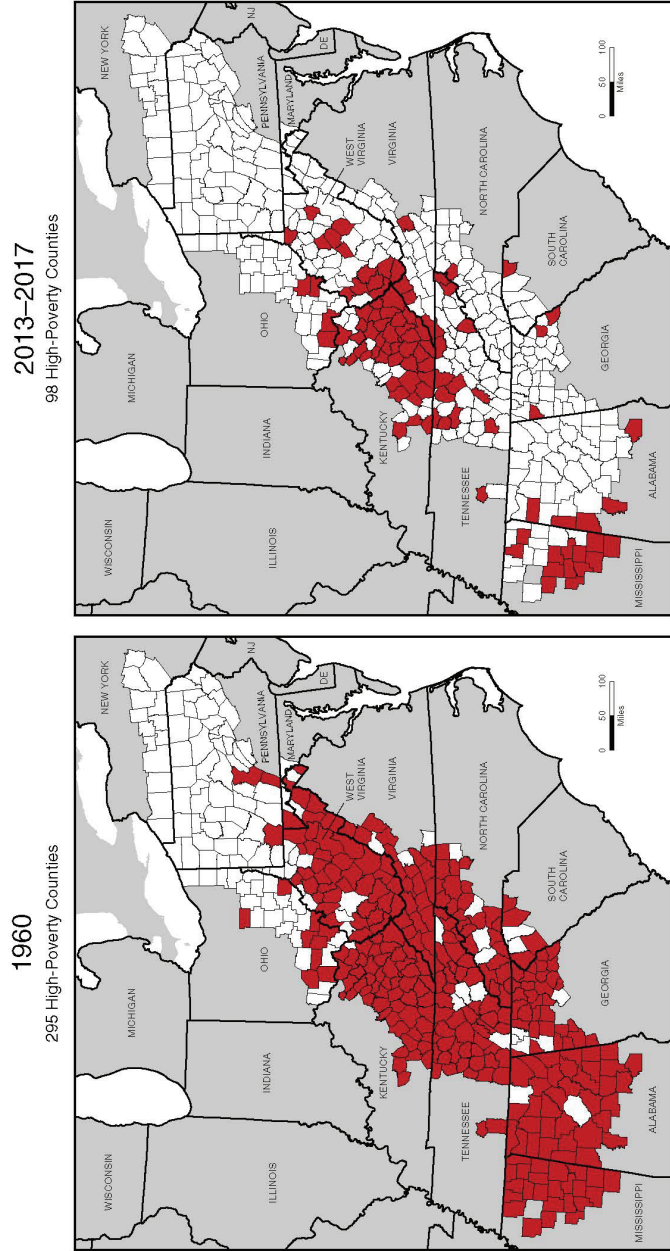 1960
295 High-Poverty Counties
WISCONSIN
MICHIGAN
NEW YORK
ILLINOIS
INDIANA
OHIO
PENNSYLVANIA
NJ
MARYLAND
DE
WEST
VIRGINIA
VIRGINIA
KENTUCKY
TENNESSEE
NORTH CAROLINA
SOUTH
CAROLINA
MISSISSIPPI
ALABAMA
GEORGIA
0 50 100
Miles
2013–2017
98 High-Poverty Counties
WISCONSIN
MICHIGAN
NEW YORK
ILLINOIS
INDIANA
OHIO
PENNSYLVANIA
NJ
MARYLAND
DE
WEST
VIRGINIA
VIRGINIA
KENTUCKY
TENNESSEE
NORTH CAROLINA
SOUTH
CAROLINA
MISSISSIPPI
ALABAMA
GEORGIA
0 50 100
Miles